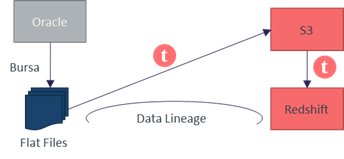 Oracle
S3
t
Bursa
t
Data Lineage
Redshift
Flat Files